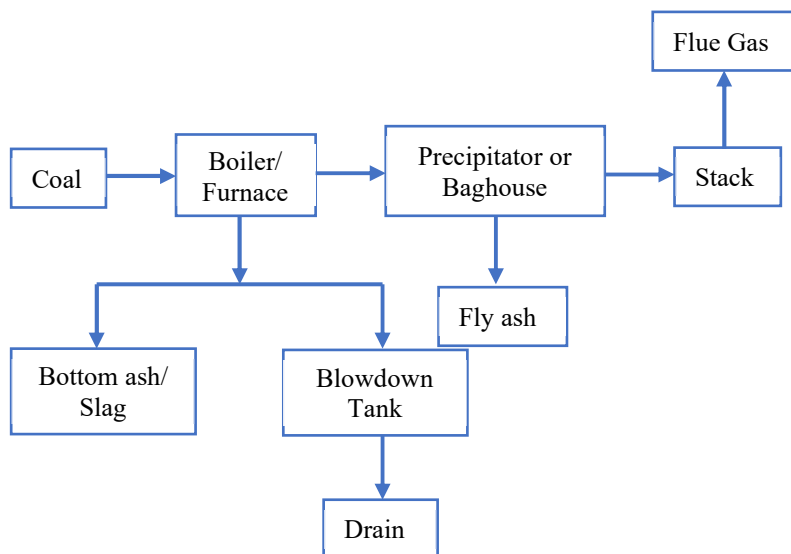 Flue Gas
Coal
Boiler/
Furnace
Precipitator or
Baghouse
Stack
Fly ash
Bottom ash/
Slag
Blowdown
Tank
Drain